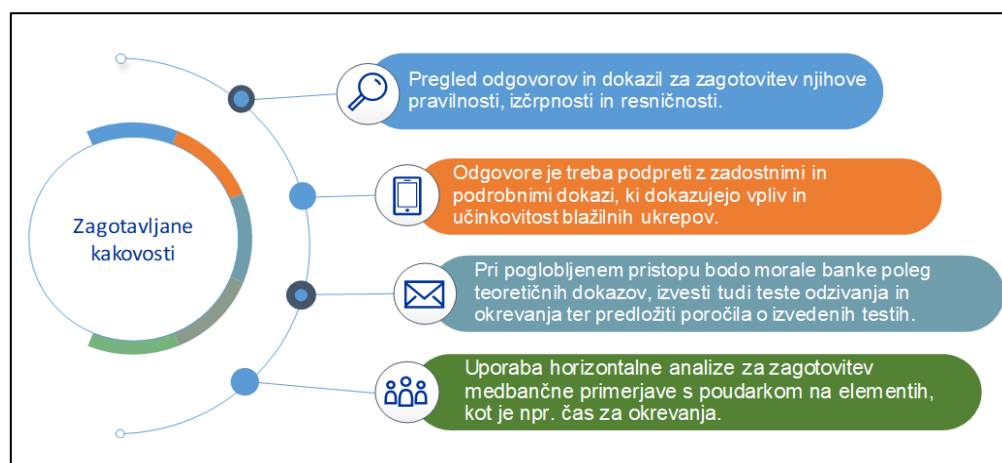 Zagotavljane
kakovosti
Pregled odgovorov in dokazil za zagotovitev njihove
pravilnosti, izčrpnosti in resničnosti.
Odgovore je treba podpreti z zadostnimi in
podrobnimi dokazi, ki dokazujejo vpliv in
učinkovitost blažilnih ukrepov.
Pri poglobljenem pristopu bodo morale banke poleg
teoretičnih dokazov, izvesti tudi teste odzivanja in
okrevanja ter predložiti poročila o izvedenih testih.
Uporaba horizontalne analize za zagotovitev
medbančne primerjave s poudarkom na elementih,
kot je npr. čas za okrevanja.